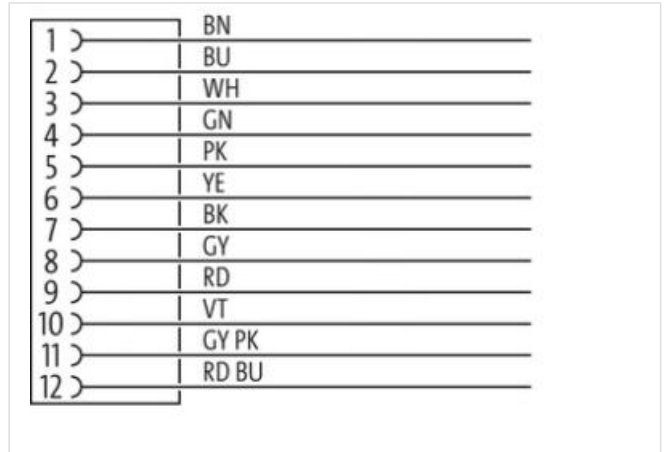 1 BN
2 BU
3 WH
4 GN
5 PK
6 YE
7 BK
8 GY
9 RD
10 VT
11 GY PK
12 RD BU